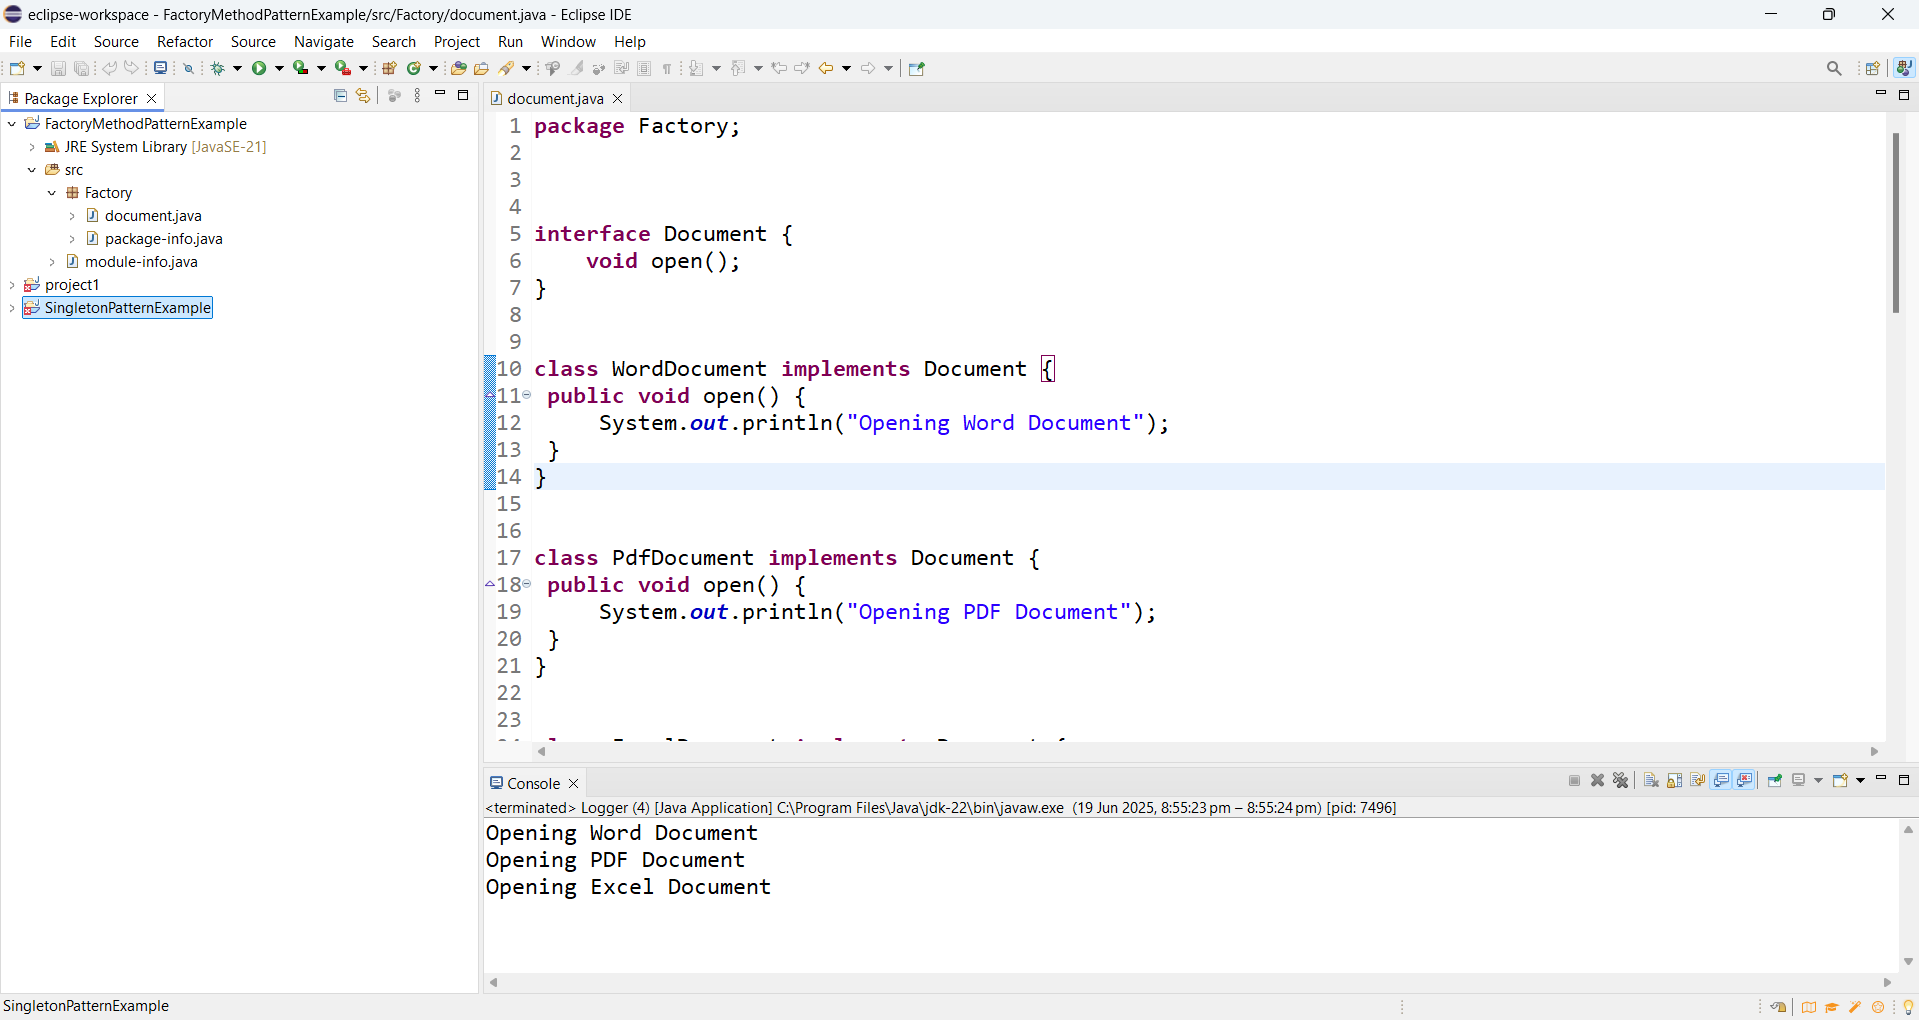 eclipse-workspace - FactoryMethodPatternExample/src/Factory/document.java - Eclipse IDE
File Edit Source Refactor Source Navigate Search Project Run Window Help
Package Explorer
FactoryMethodPatternExample
JRE System Library [JavaSE-21]
src
Factory
document.java
package-info.java
module-info.java
project1
SingletonPatternExample
document.java
1 package Factory;
2
3
4
5 interface Document {
6     void open();
7 }
8
9
10 class WordDocument implements Document {
11  public void open() {
12      System.out.println("Opening Word Document");
13  }
14 }
15
16
17 class PdfDocument implements Document {
18  public void open() {
19      System.out.println("Opening PDF Document");
20  }
21 }
22
23
Console
<terminated> Logger (4) [Java Application] C:\Program Files\Java\jdk-22\bin\javaw.exe (19 Jun 2025, 8:55:23 pm – 8:55:24 pm) [pid: 7496]
Opening Word Document
Opening PDF Document
Opening Excel Document
SingletonPatternExample